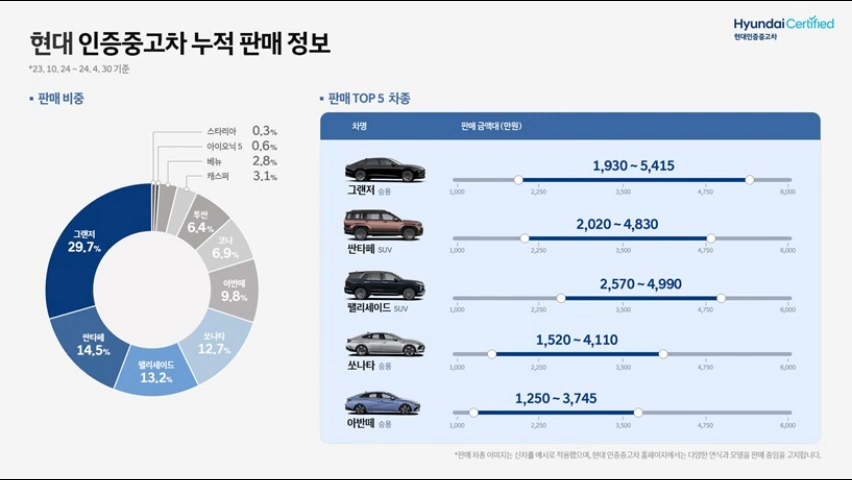 현대 인증중고차 누적 판매 정보
Hyundai Certified
현대인증중고차
*23. 10. 24 ~ 24. 4. 30 기준
판매 비중
스타리아 0.3%
아이오닉 5 0.6%
베뉴 2.8%
캐스퍼 3.1%
투싼
6.4%
코나
6.9%
아반떼
9.8%
쏘나타
12.7%
팰리세이드
13.2%
싼타페
14.5%
그랜저
29.7%
판매 TOP 5 차종
차명 판매 금액대 (만원)
그랜저 승용
1,930 ~ 5,415
1,000 2,250 3,500 4,750 6,000
싼타페 SUV
2,020 ~ 4,830
1,000 2,250 3,500 4,750 6,000
팰리세이드 SUV
2,570 ~ 4,990
1,000 2,250 3,500 4,750 6,000
쏘나타 승용
1,520 ~ 4,110
1,000 2,250 3,500 4,750 6,000
아반떼 승용
1,250 ~ 3,745
1,000 2,250 3,500 4,750 6,000
*판매 차종 이미지는 신차를 예시로 적용했으며, 현대 인증중고차 홈페이지에서는 다양한 연식과 모델을 판매 중임을 고지합니다.